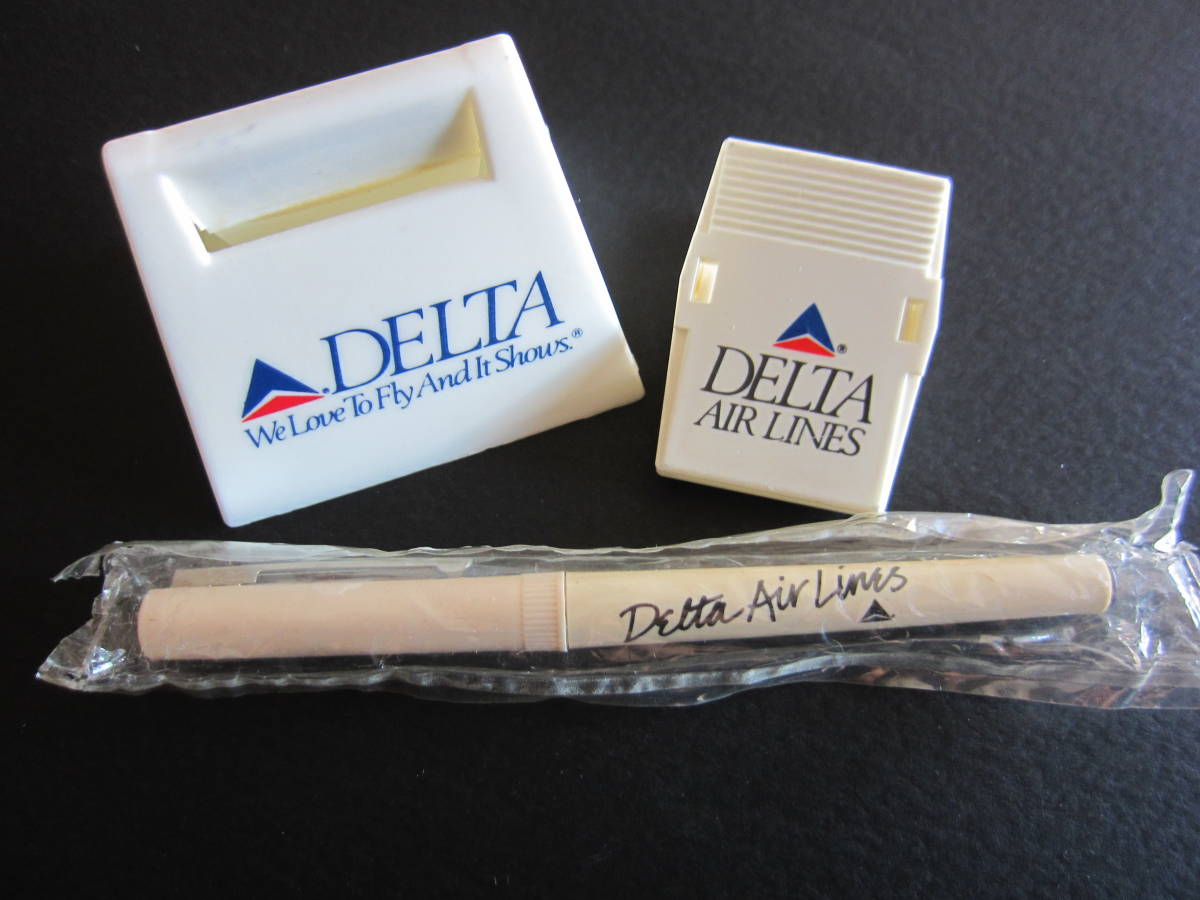 DELTA
We Love To Fly And It Shows.®
®
DELTA
AIR LINES
Delta Air Lines